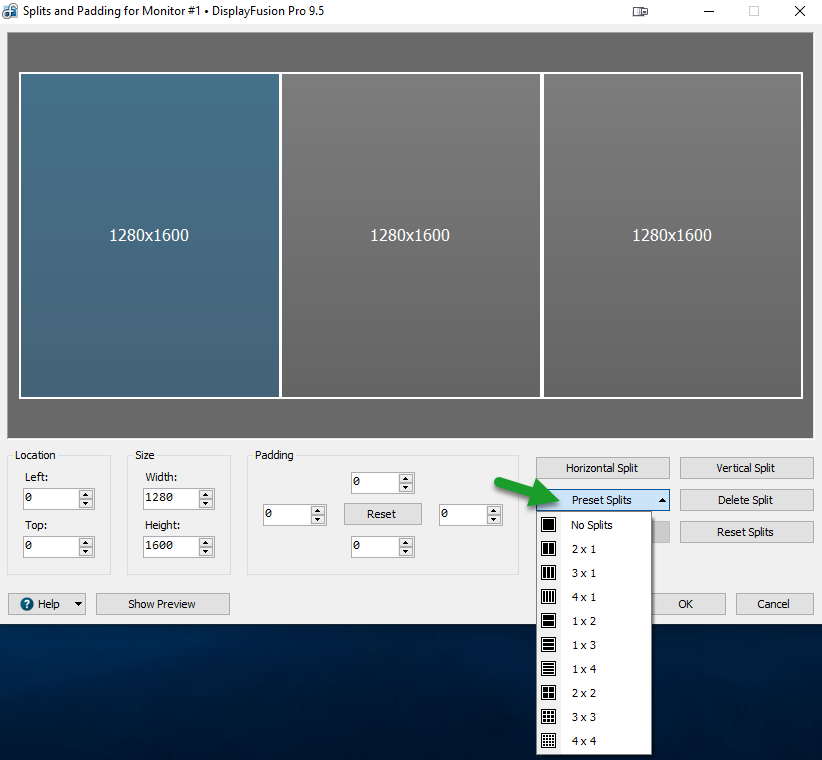 Splits and Padding for Monitor #1 • DisplayFusion Pro 9.5
1280x1600 1280x1600 1280x1600
Location Size Padding
Left: Width:
0 1280 0
Horizontal Split Vertical Split
Preset Splits Delete Split
0 Reset 0
Top: Height:
0 1600 0
Reset Splits
No Splits
2 x 1
3 x 1
4 x 1
1 x 2
1 x 3
1 x 4
2 x 2
3 x 3
4 x 4
? Help Show Preview OK Cancel